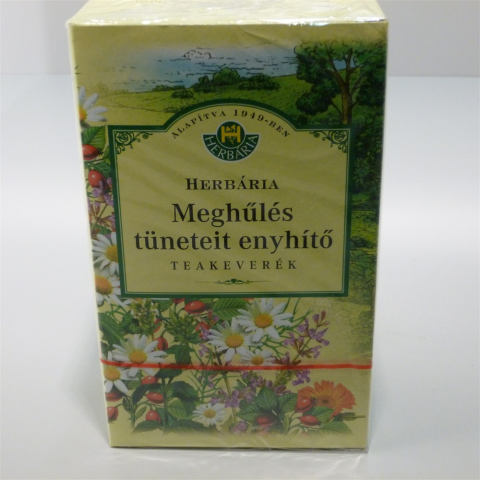 ALAPÍTVA 1949-BEN
HERBÁRIA
HERBÁRIA
Meghűlés
tüneteit enyhítő
TEAKEVERÉK